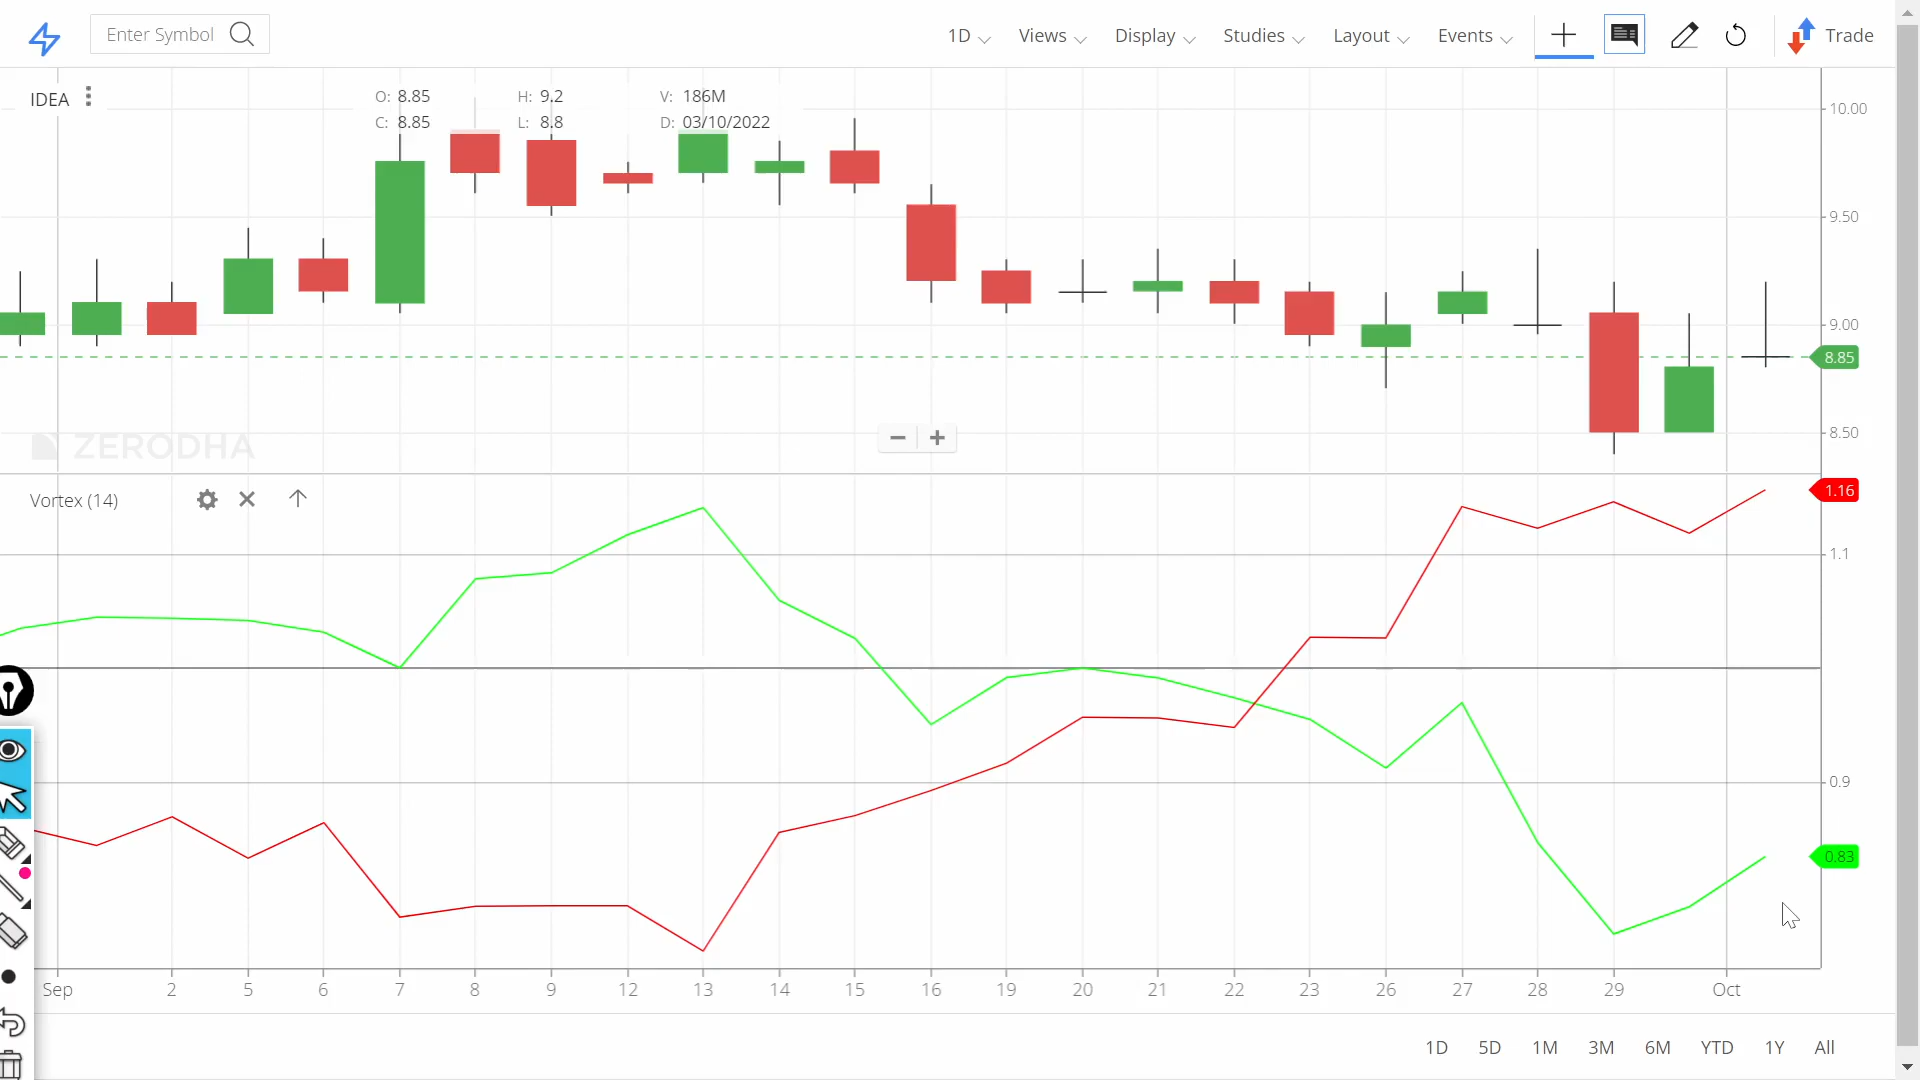 Enter Symbol 1D Views Display Studies Layout Events Trade
IDEA
O: 8.85 H: 9.2 V: 186M
C: 8.85 L: 8.8 D: 03/10/2022
10.00
9.50
9.00
8.85
8.50
ZERODHA
Vortex (14)
1.16
1.1
0.9
0.83
Sep 2 5 6 7 8 9 12 13 14 15 16 19 20 21 22 23 26 27 28 29 Oct
1D 5D 1M 3M 6M YTD 1Y All